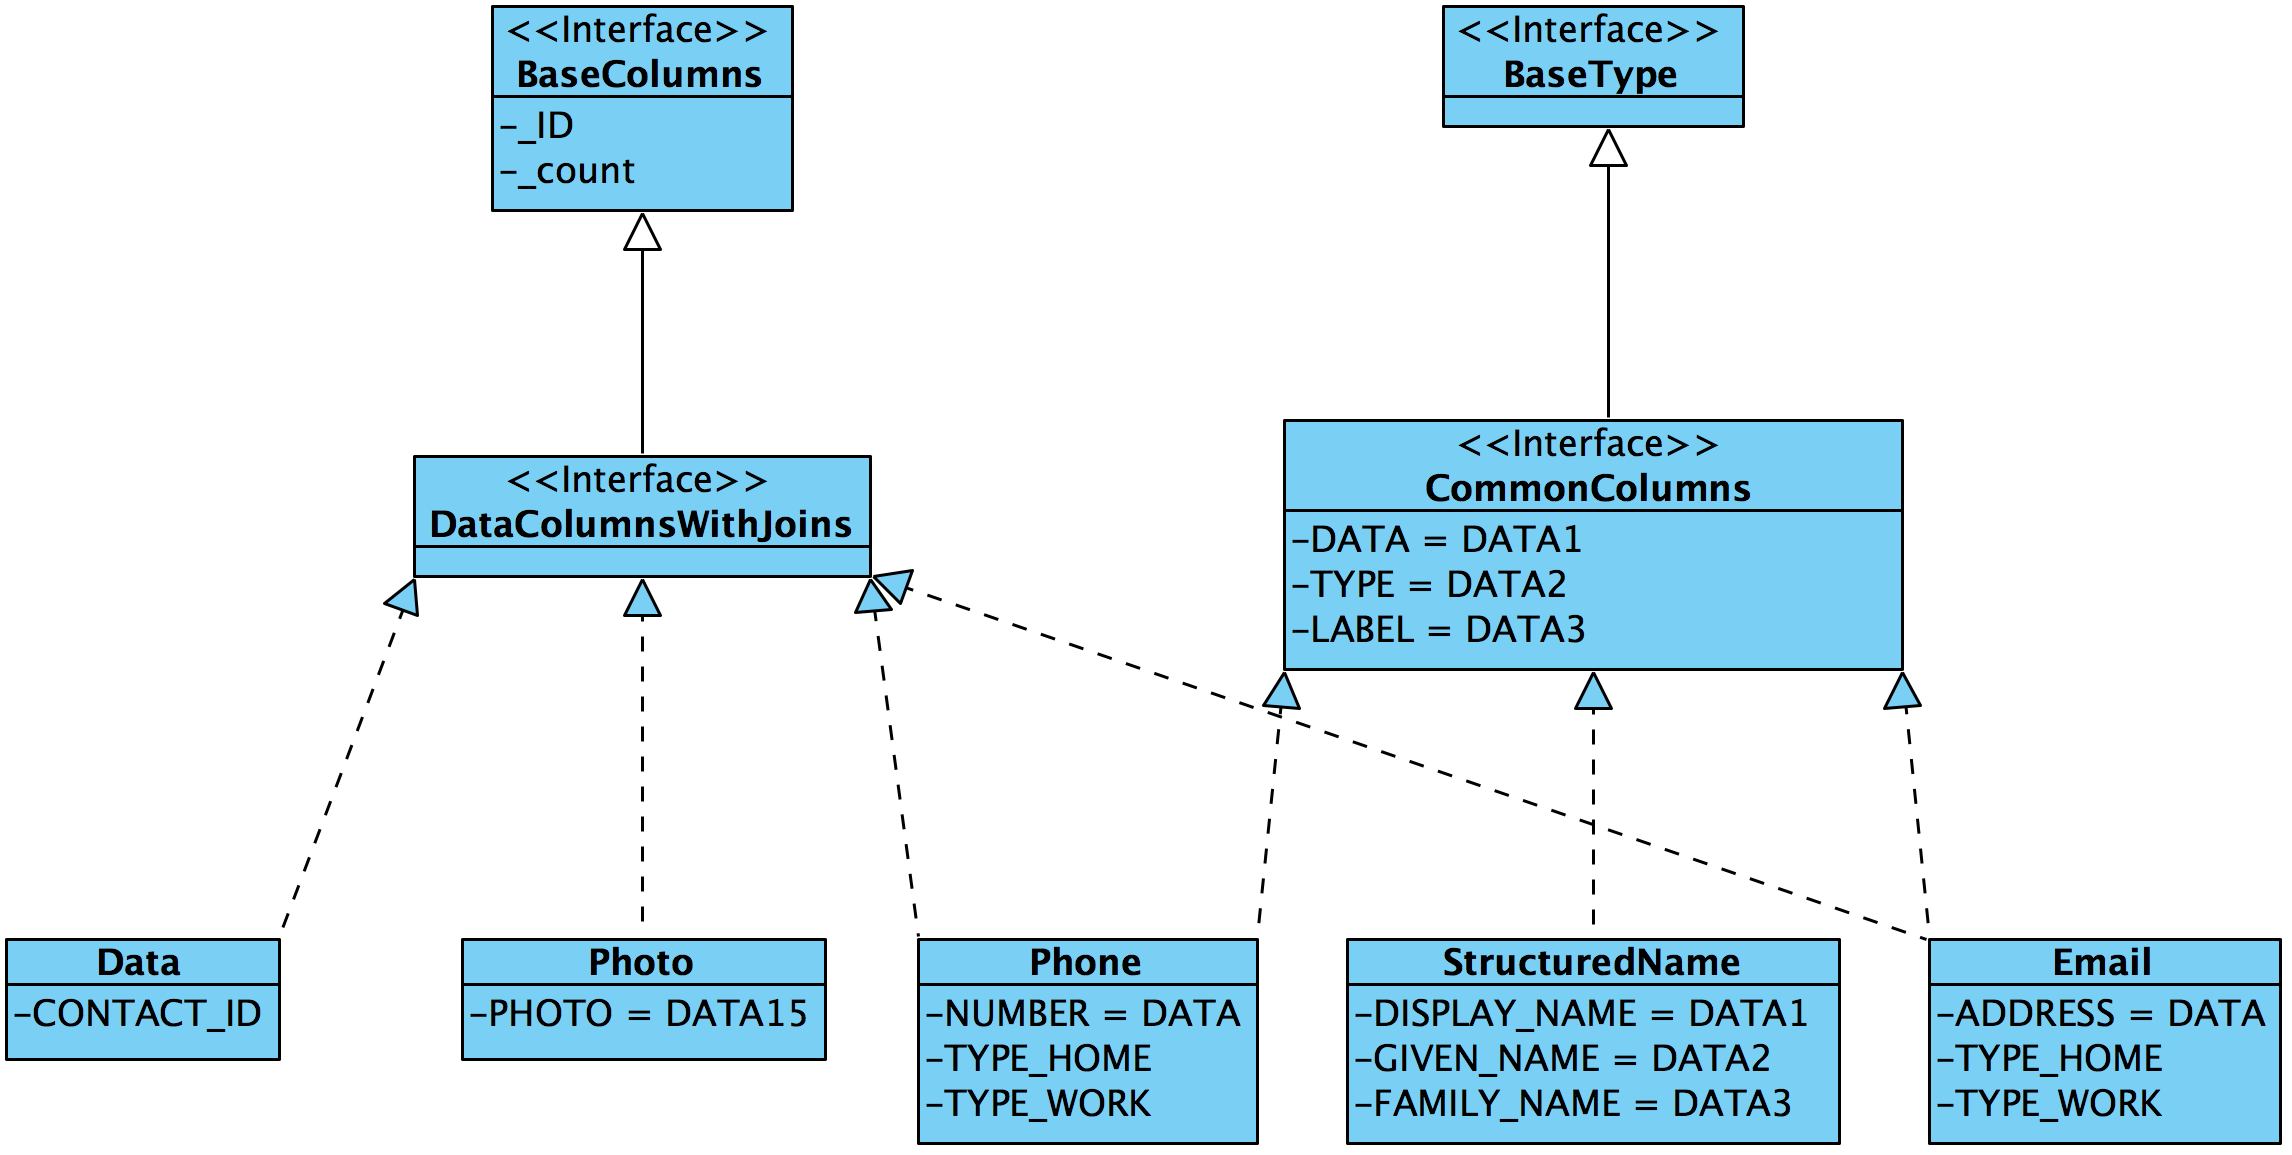 <<Interface>>
BaseColumns
-_ID
-_count
<<Interface>>
BaseType
<<Interface>>
DataColumnsWithJoins
<<Interface>>
CommonColumns
-DATA = DATA1
-TYPE = DATA2
-LABEL = DATA3
Data
-CONTACT_ID
Photo
-PHOTO = DATA15
Phone
-NUMBER = DATA
-TYPE_HOME
-TYPE_WORK
StructuredName
-DISPLAY_NAME = DATA1
-GIVEN_NAME = DATA2
-FAMILY_NAME = DATA3
Email
-ADDRESS = DATA
-TYPE_HOME
-TYPE_WORK